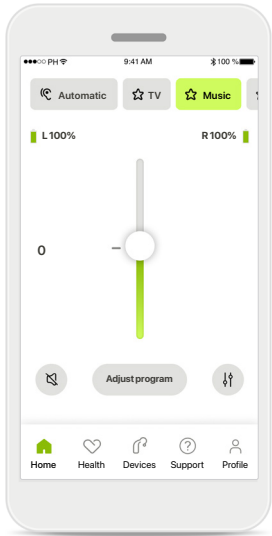 PH 9:41 AM 100 %
Automatic TV Music
L 100% R 100%
0
Adjust program
Home Health Devices Support Profile